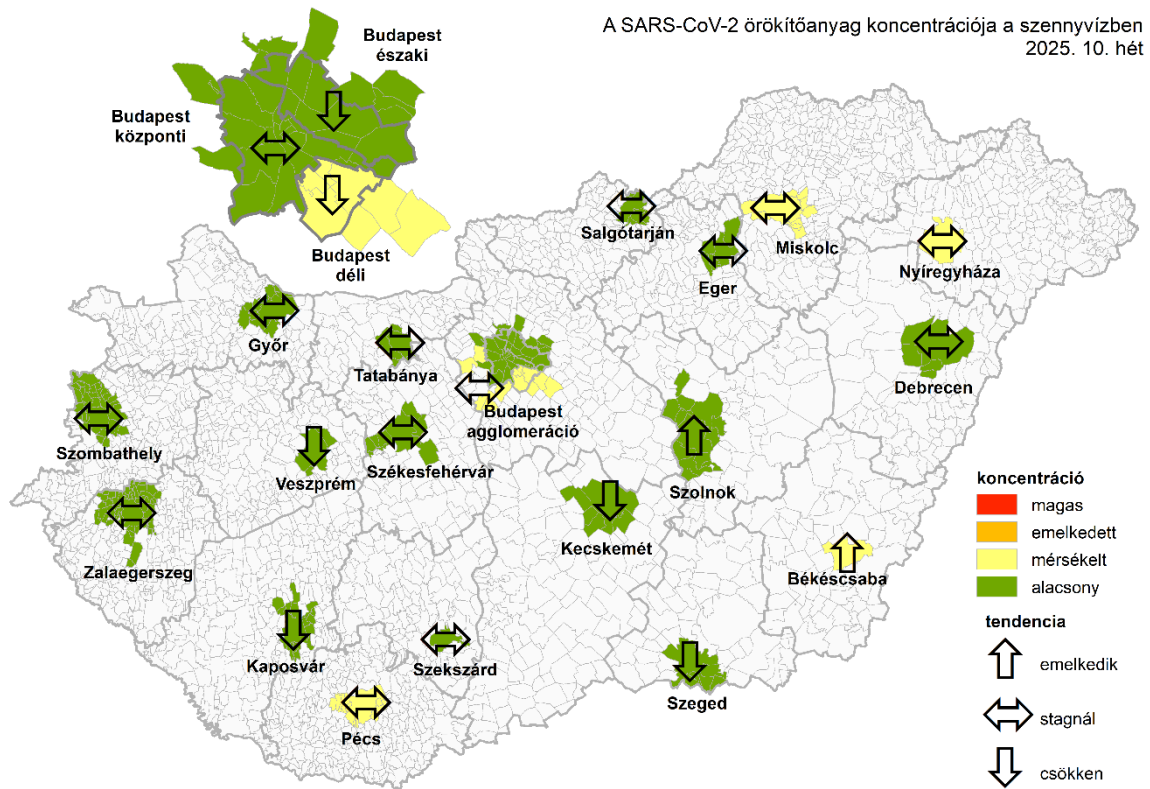 A SARS-CoV-2 örökítőanyag koncentrációja a szennyvízben
2025. 10. hét
Budapest
északi
Budapest
központi
Budapest
déli
Salgótarján
Miskolc
Eger
Nyíregyháza
Győr
Tatabánya
Budapest
agglomeráció
Debrecen
Szombathely
Veszprém
Székesfehérvár
Szolnok
Zalaegerszeg
Kecskemét
Békéscsaba
Kaposvár
Szekszárd
Szeged
Pécs
koncentráció
magas
emelkedett
mérsékelt
alacsony
tendencia
emelkedik
stagnál
csökken